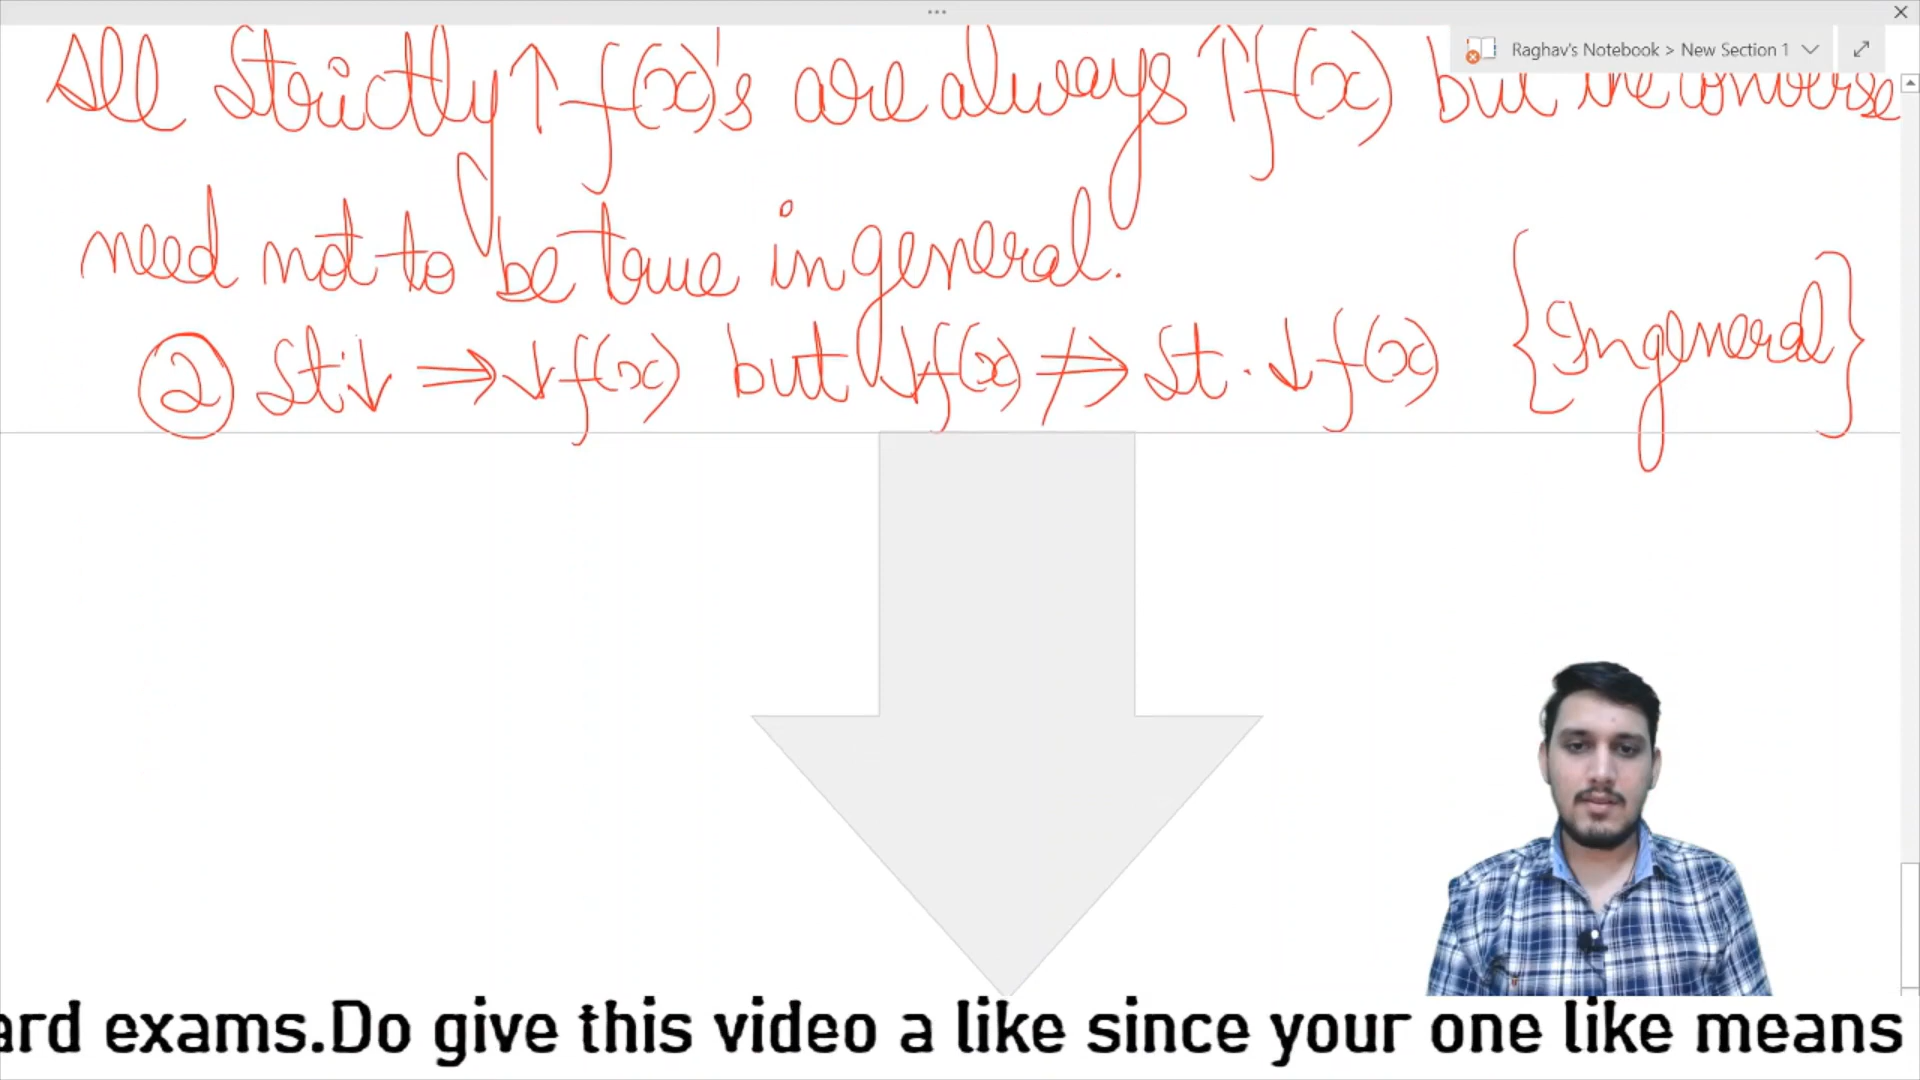 Raghav's Notebook > New Section 1
All Strictly ↑ f(x)'s are always ↑ f(x) but the converse
need not to be true in general.
② St. ↓ ⇒ ↓ f(x) but ↓ f(x) ⇏ St. ↓ f(x) {In general}
ard exams.Do give this video a like since your one like means